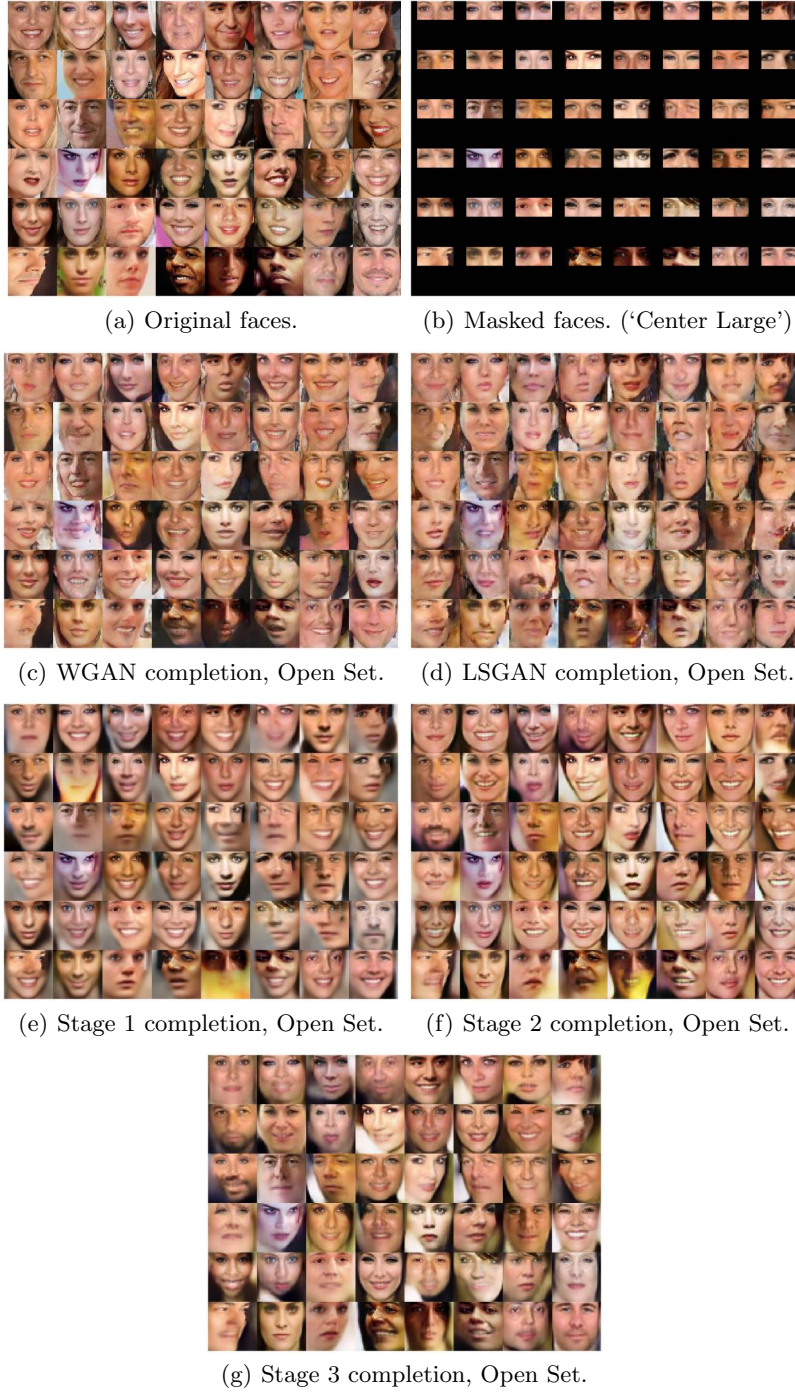 (a) Original faces.
(b) Masked faces. (‘Center Large’)
(c) WGAN completion, Open Set.
(d) LSGAN completion, Open Set.
(e) Stage 1 completion, Open Set.
(f) Stage 2 completion, Open Set.
(g) Stage 3 completion, Open Set.